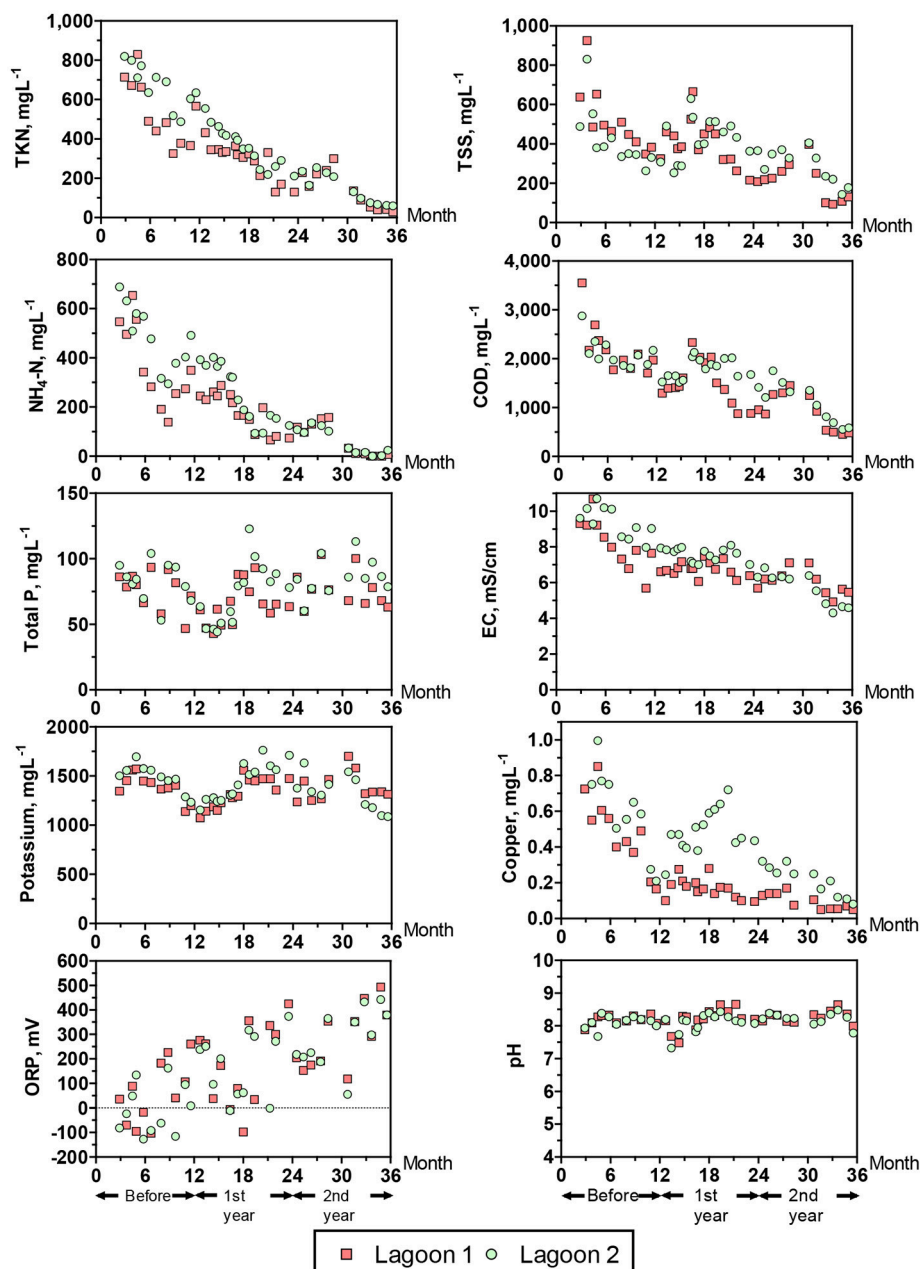 1,000
800
600
400
200
0
TKN, mgL-1
0 6 12 18 24 30 36
Month
1,000
800
600
400
200
0
TSS, mgL-1
0 6 12 18 24 30 36
Month
800
600
400
200
0
NH4-N, mgL-1
0 6 12 18 24 30 36
Month
4,000
3,000
2,000
1,000
0
COD, mgL-1
0 6 12 18 24 30 36
Month
150
100
50
0
Total P, mgL-1
0 6 12 18 24 30 36
Month
10
8
6
4
2
0
EC, mS/cm
0 6 12 18 24 30 36
Month
2000
1500
1000
500
0
Potassium, mgL-1
0 6 12 18 24 30 36
Month
1.0
0.8
0.6
0.4
0.2
0.0
Copper, mgL-1
0 6 12 18 24 30 36
Month
600
500
400
300
200
100
0
-100
-200
ORP, mV
0 6 12 18 24 30 36
Month
Before 1st 2nd
year year
10
9
8
7
6
5
4
pH
0 6 12 18 24 30 36
Month
Before 1st 2nd
year year
Lagoon 1 Lagoon 2